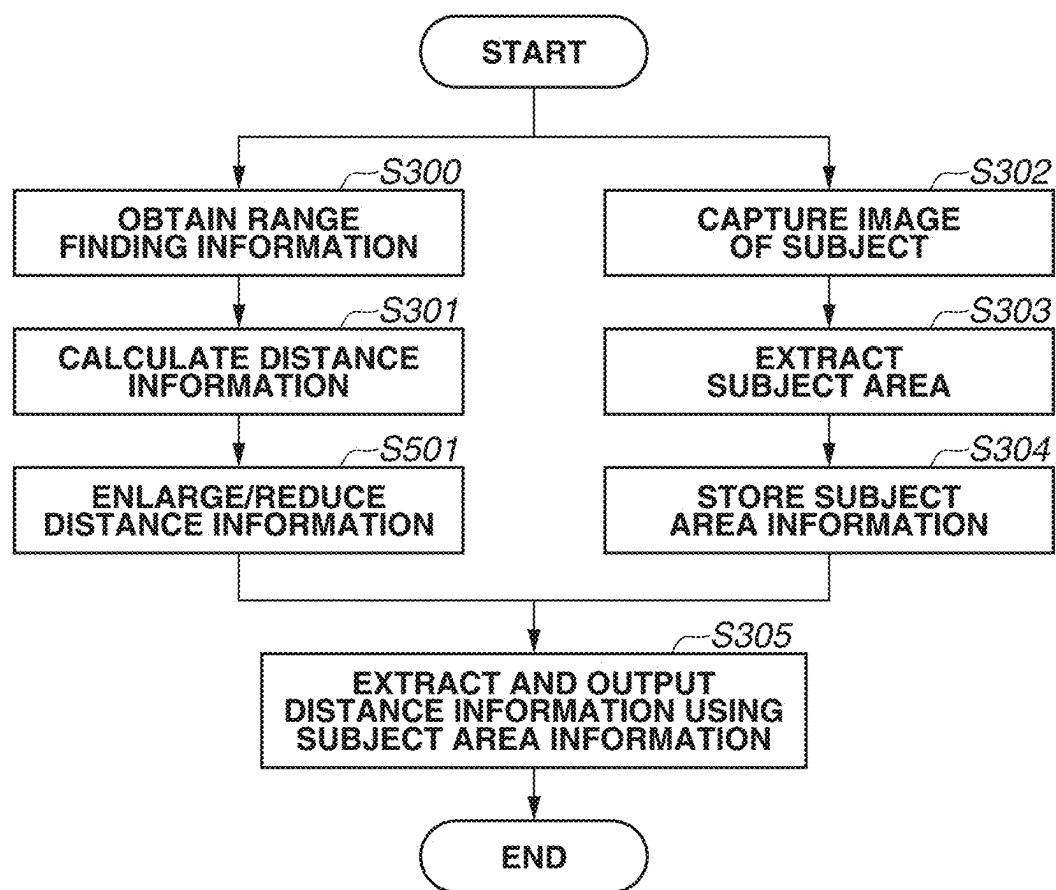 START
S300
OBTAIN RANGE
FINDING INFORMATION
S301
CALCULATE DISTANCE
INFORMATION
S501
ENLARGE/REDUCE
DISTANCE INFORMATION
S302
CAPTURE IMAGE
OF SUBJECT
S303
EXTRACT
SUBJECT AREA
S304
STORE SUBJECT
AREA INFORMATION
S305
EXTRACT AND OUTPUT
DISTANCE INFORMATION USING
SUBJECT AREA INFORMATION
END